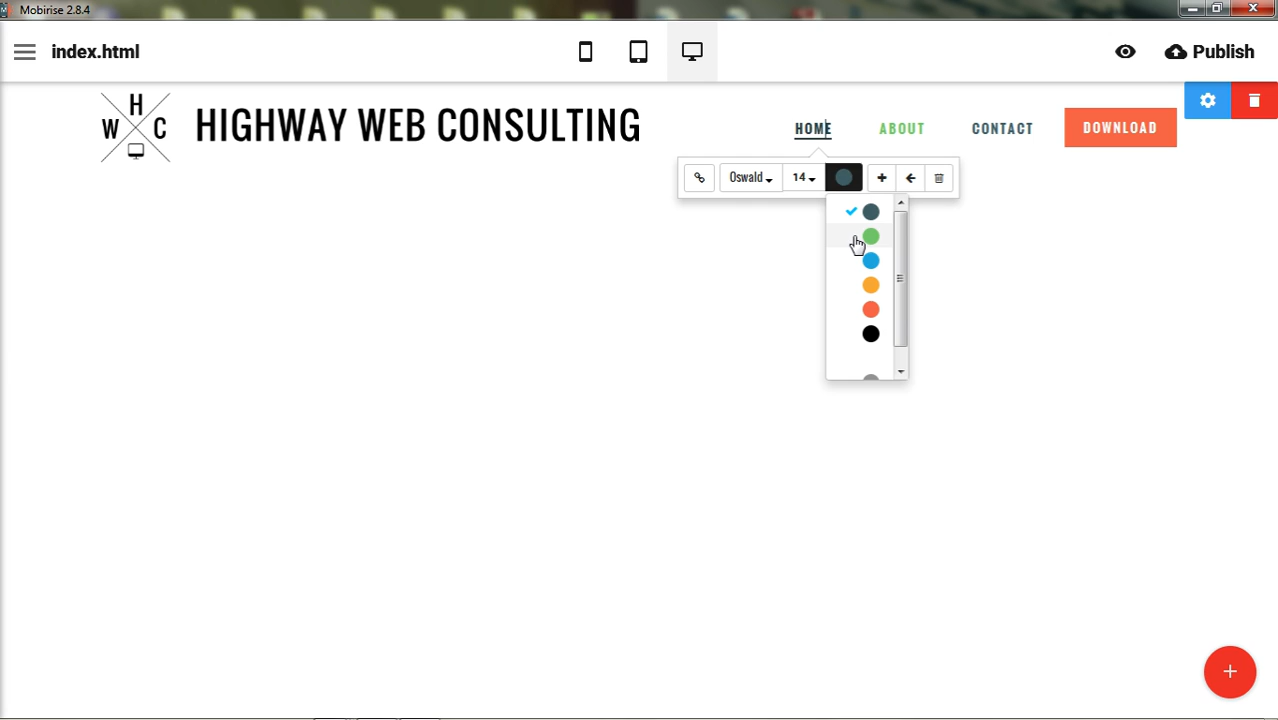 Mobirise 2.8.4
index.html
Publish
H
W C
HIGHWAY WEB CONSULTING
HOME ABOUT CONTACT DOWNLOAD
Oswald 14